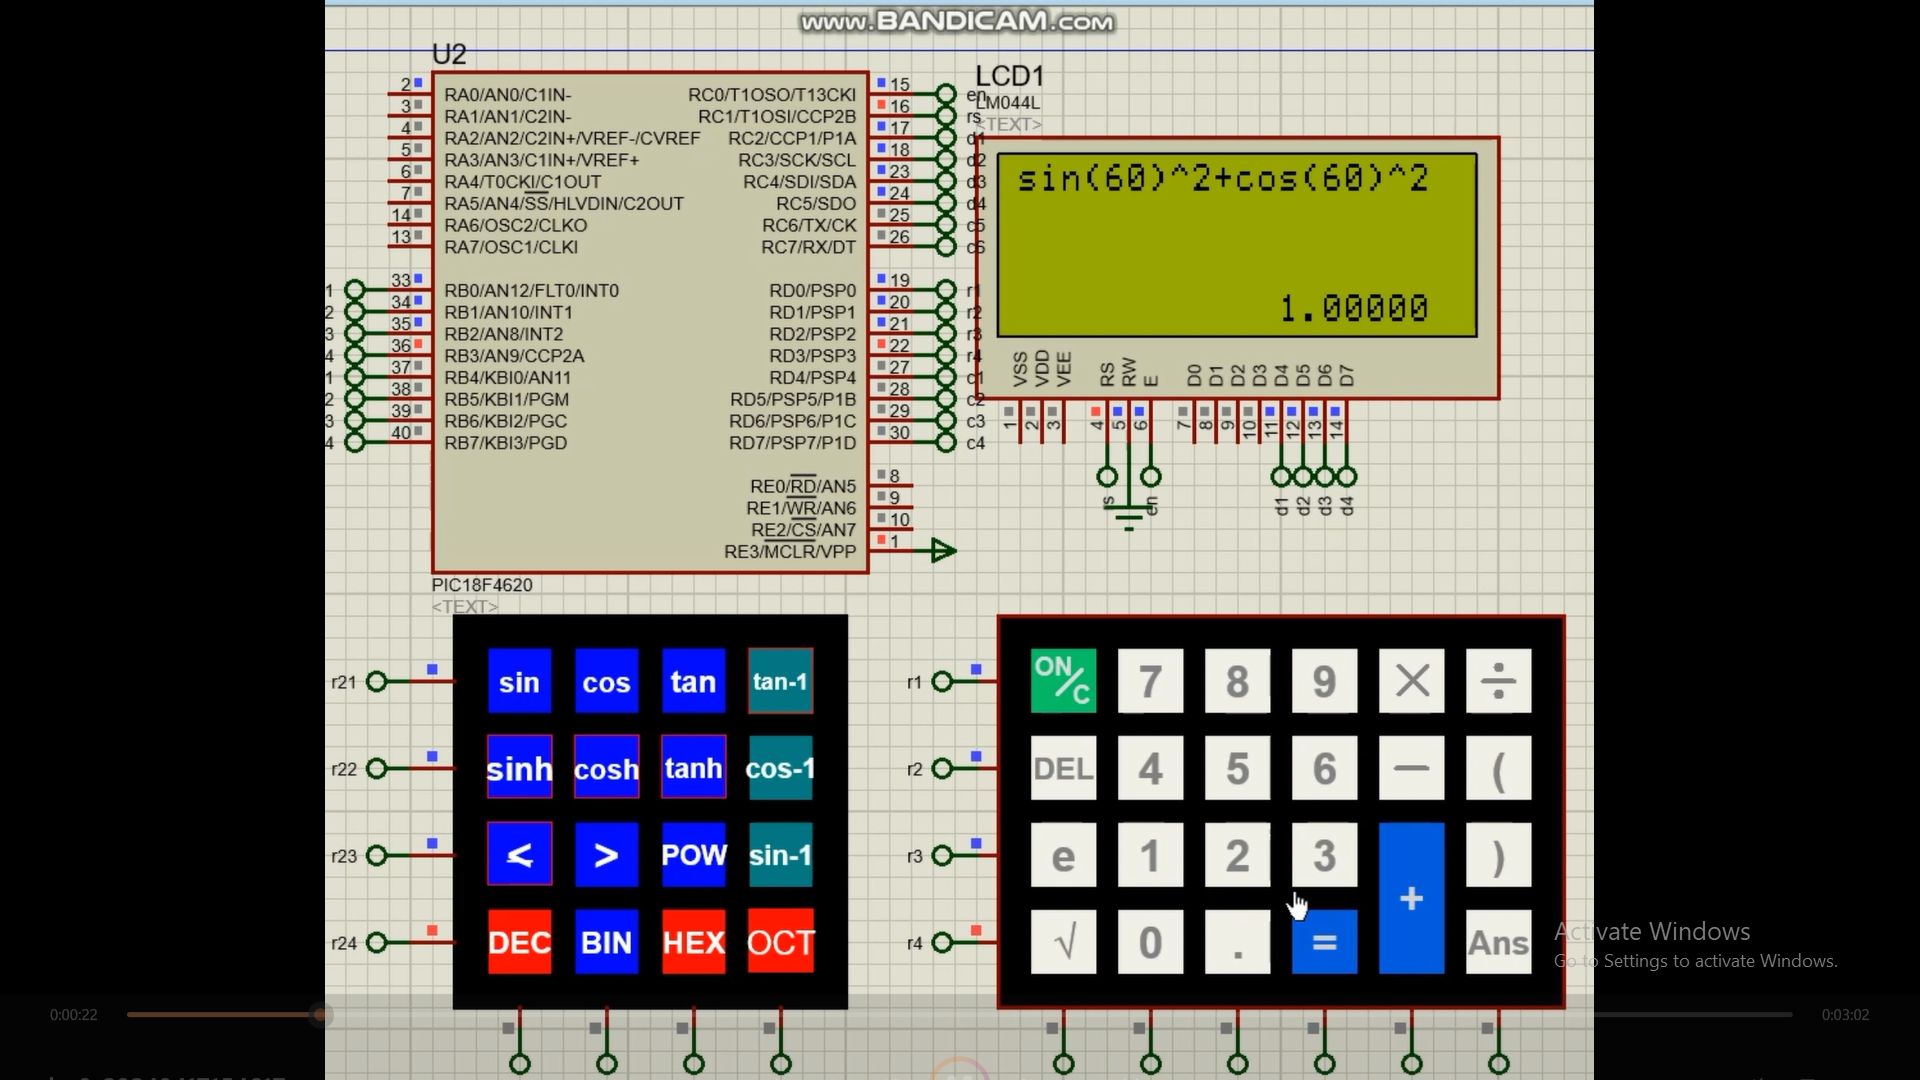 www.BANDICAM.com
U2
2 RA0/AN0/C1IN-
3 RA1/AN1/C2IN-
4 RA2/AN2/C2IN+/VREF-/CVREF
5 RA3/AN3/C1IN+/VREF+
6 RA4/T0CKI/C1OUT
7 RA5/AN4/SS/HLVDIN/C2OUT
14 RA6/OSC2/CLKO
13 RA7/OSC1/CLKI
1 33 RB0/AN12/FLT0/INT0
2 34 RB1/AN10/INT1
3 35 RB2/AN8/INT2
4 36 RB3/AN9/CCP2A
1 37 RB4/KBI0/AN11
2 38 RB5/KBI1/PGM
3 39 RB6/KBI2/PGC
4 40 RB7/KBI3/PGD
RC0/T1OSO/T13CKI 15 en
RC1/T1OSI/CCP2B 16 rs
RC2/CCP1/P1A 17 d1
RC3/SCK/SCL 18 d2
RC4/SDI/SDA 23 d3
RC5/SDO 24 d4
RC6/TX/CK 25 c5
RC7/RX/DT 26 c6
RD0/PSP0 19 r1
RD1/PSP1 20 r2
RD2/PSP2 21 r3
RD3/PSP3 22 r4
RD4/PSP4 27 c1
RD5/PSP5/P1B 28 c2
RD6/PSP6/P1C 29 c3
RD7/PSP7/P1D 30 c4
RE0/RD/AN5 8
RE1/WR/AN6 9
RE2/CS/AN7 10
RE3/MCLR/VPP 1
PIC18F4620
<TEXT>
LCD1
LM044L
<TEXT>
sin(60)^2+cos(60)^2
1.00000
VSS VDD VEE RS RW E D0 D1 D2 D3 D4 D5 D6 D7
1 2 3 4 5 6 7 8 9 10 11 12 13 14
rs en d1 d2 d3 d4
r21 sin cos tan tan-1
r22 sinh cosh tanh cos-1
r23 < > POW sin-1
r24 DEC BIN HEX OCT
r1 ON/C 7 8 9 × ÷
r2 DEL 4 5 6 − (
r3 e 1 2 3 + )
r4 √ 0 . = Ans
Activate Windows
Go to Settings to activate Windows.
0:00:22
0:03:02